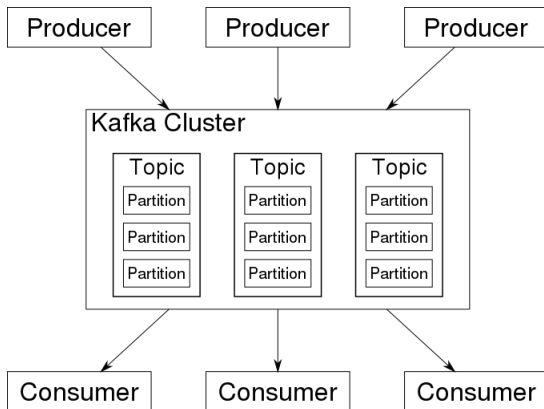 Producer Producer Producer
Kafka Cluster
Topic Topic Topic
Partition Partition Partition
Partition Partition Partition
Partition Partition Partition
Consumer Consumer Consumer